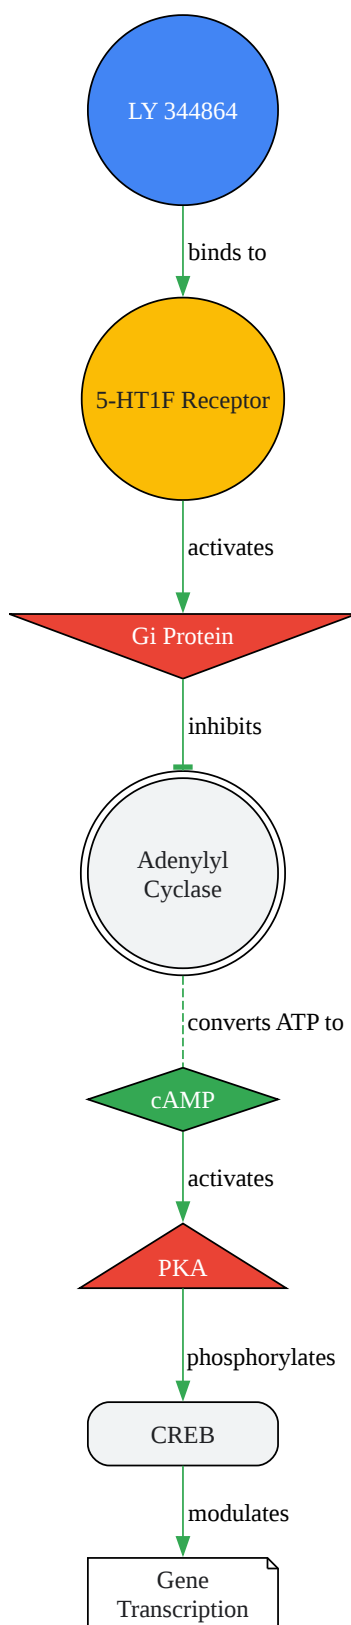 LY 344864
binds to
5-HT1F Receptor
activates
Gi Protein
inhibits
Adenylyl
Cyclase
converts ATP to
cAMP
activates
PKA
phosphorylates
CREB
modulates
Gene
Transcription